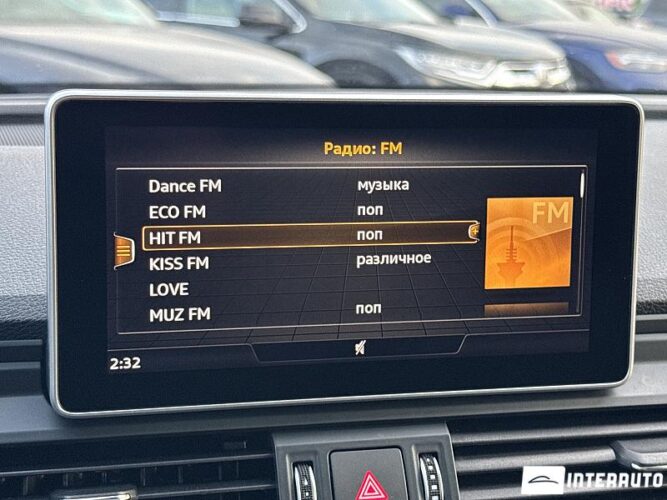 Радио: FM
Dance FM музыка
ECO FM поп
FM
HIT FM поп
KISS FM различное
LOVE
MUZ FM поп
2:32
INTERAUTO